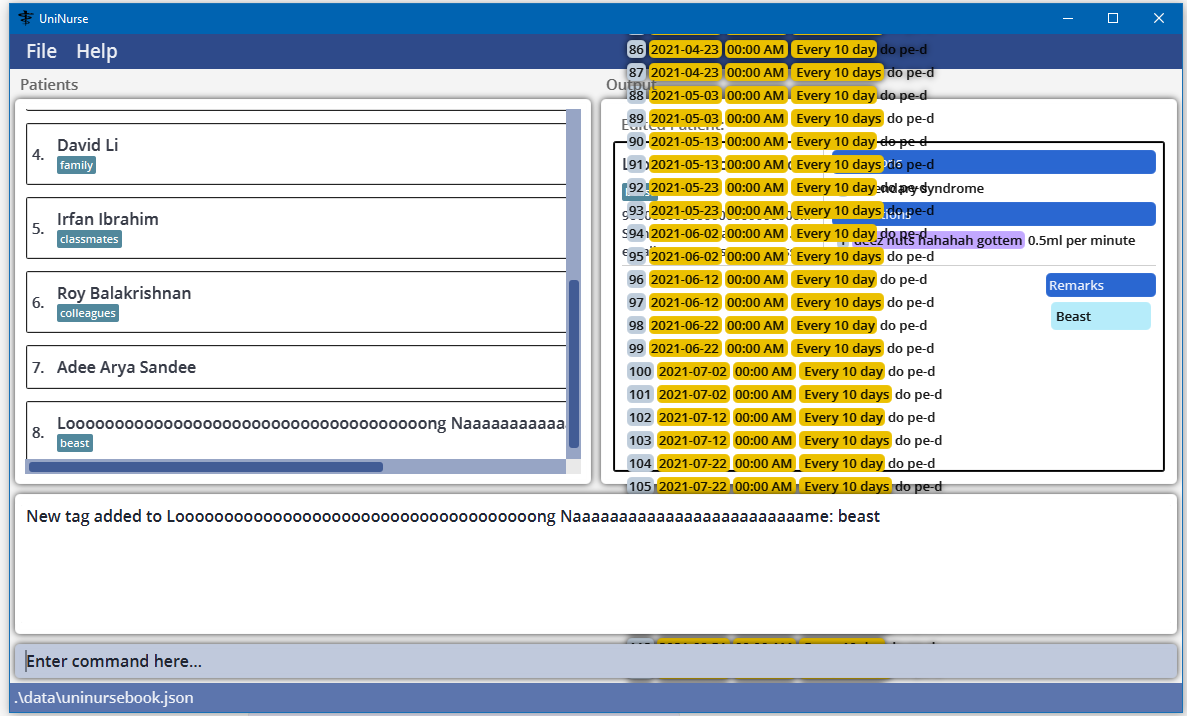 UniNurse
File Help
Patients
4. David Li
family
5. Irfan Ibrahim
classmates
6. Roy Balakrishnan
colleagues
7. Adee Arya Sandee
8.
beast
Output
Edited Patient:
86 2021-04-23 00:00 AM Every 10 day do pe-d
87 2021-04-23 00:00 AM Every 10 days do pe-d
88 2021-05-03 00:00 AM Every 10 day do pe-d
89 2021-05-03 00:00 AM Every 10 days do pe-d
90 2021-05-13 00:00 AM Every 10 day do pe-d
91 2021-05-13 00:00 AM Every 10 days do pe-d
92 2021-05-23 00:00 AM Every 10 day do pe-d
syndrome
93 2021-05-23 00:00 AM Every 10 days do pe-d
94 2021-06-02 00:00 AM Every 10 day do pe-d
deez nuts hahahah gottem 0.5ml per minute
95 2021-06-02 00:00 AM Every 10 days do pe-d
96 2021-06-12 00:00 AM Every 10 day do pe-d
Remarks
97 2021-06-12 00:00 AM Every 10 days do pe-d
Beast
98 2021-06-22 00:00 AM Every 10 day do pe-d
99 2021-06-22 00:00 AM Every 10 days do pe-d
100 2021-07-02 00:00 AM Every 10 day do pe-d
101 2021-07-02 00:00 AM Every 10 days do pe-d
102 2021-07-12 00:00 AM Every 10 day do pe-d
103 2021-07-12 00:00 AM Every 10 days do pe-d
104 2021-07-22 00:00 AM Every 10 day do pe-d
105 2021-07-22 00:00 AM Every 10 days do pe-d
New tag added to Looooooooooooooooooooooooooooooooooooong Naaaaaaaaaaaaaaaaaaaaaaaaame: beast
Enter command here...
.\data\uninursebook.json